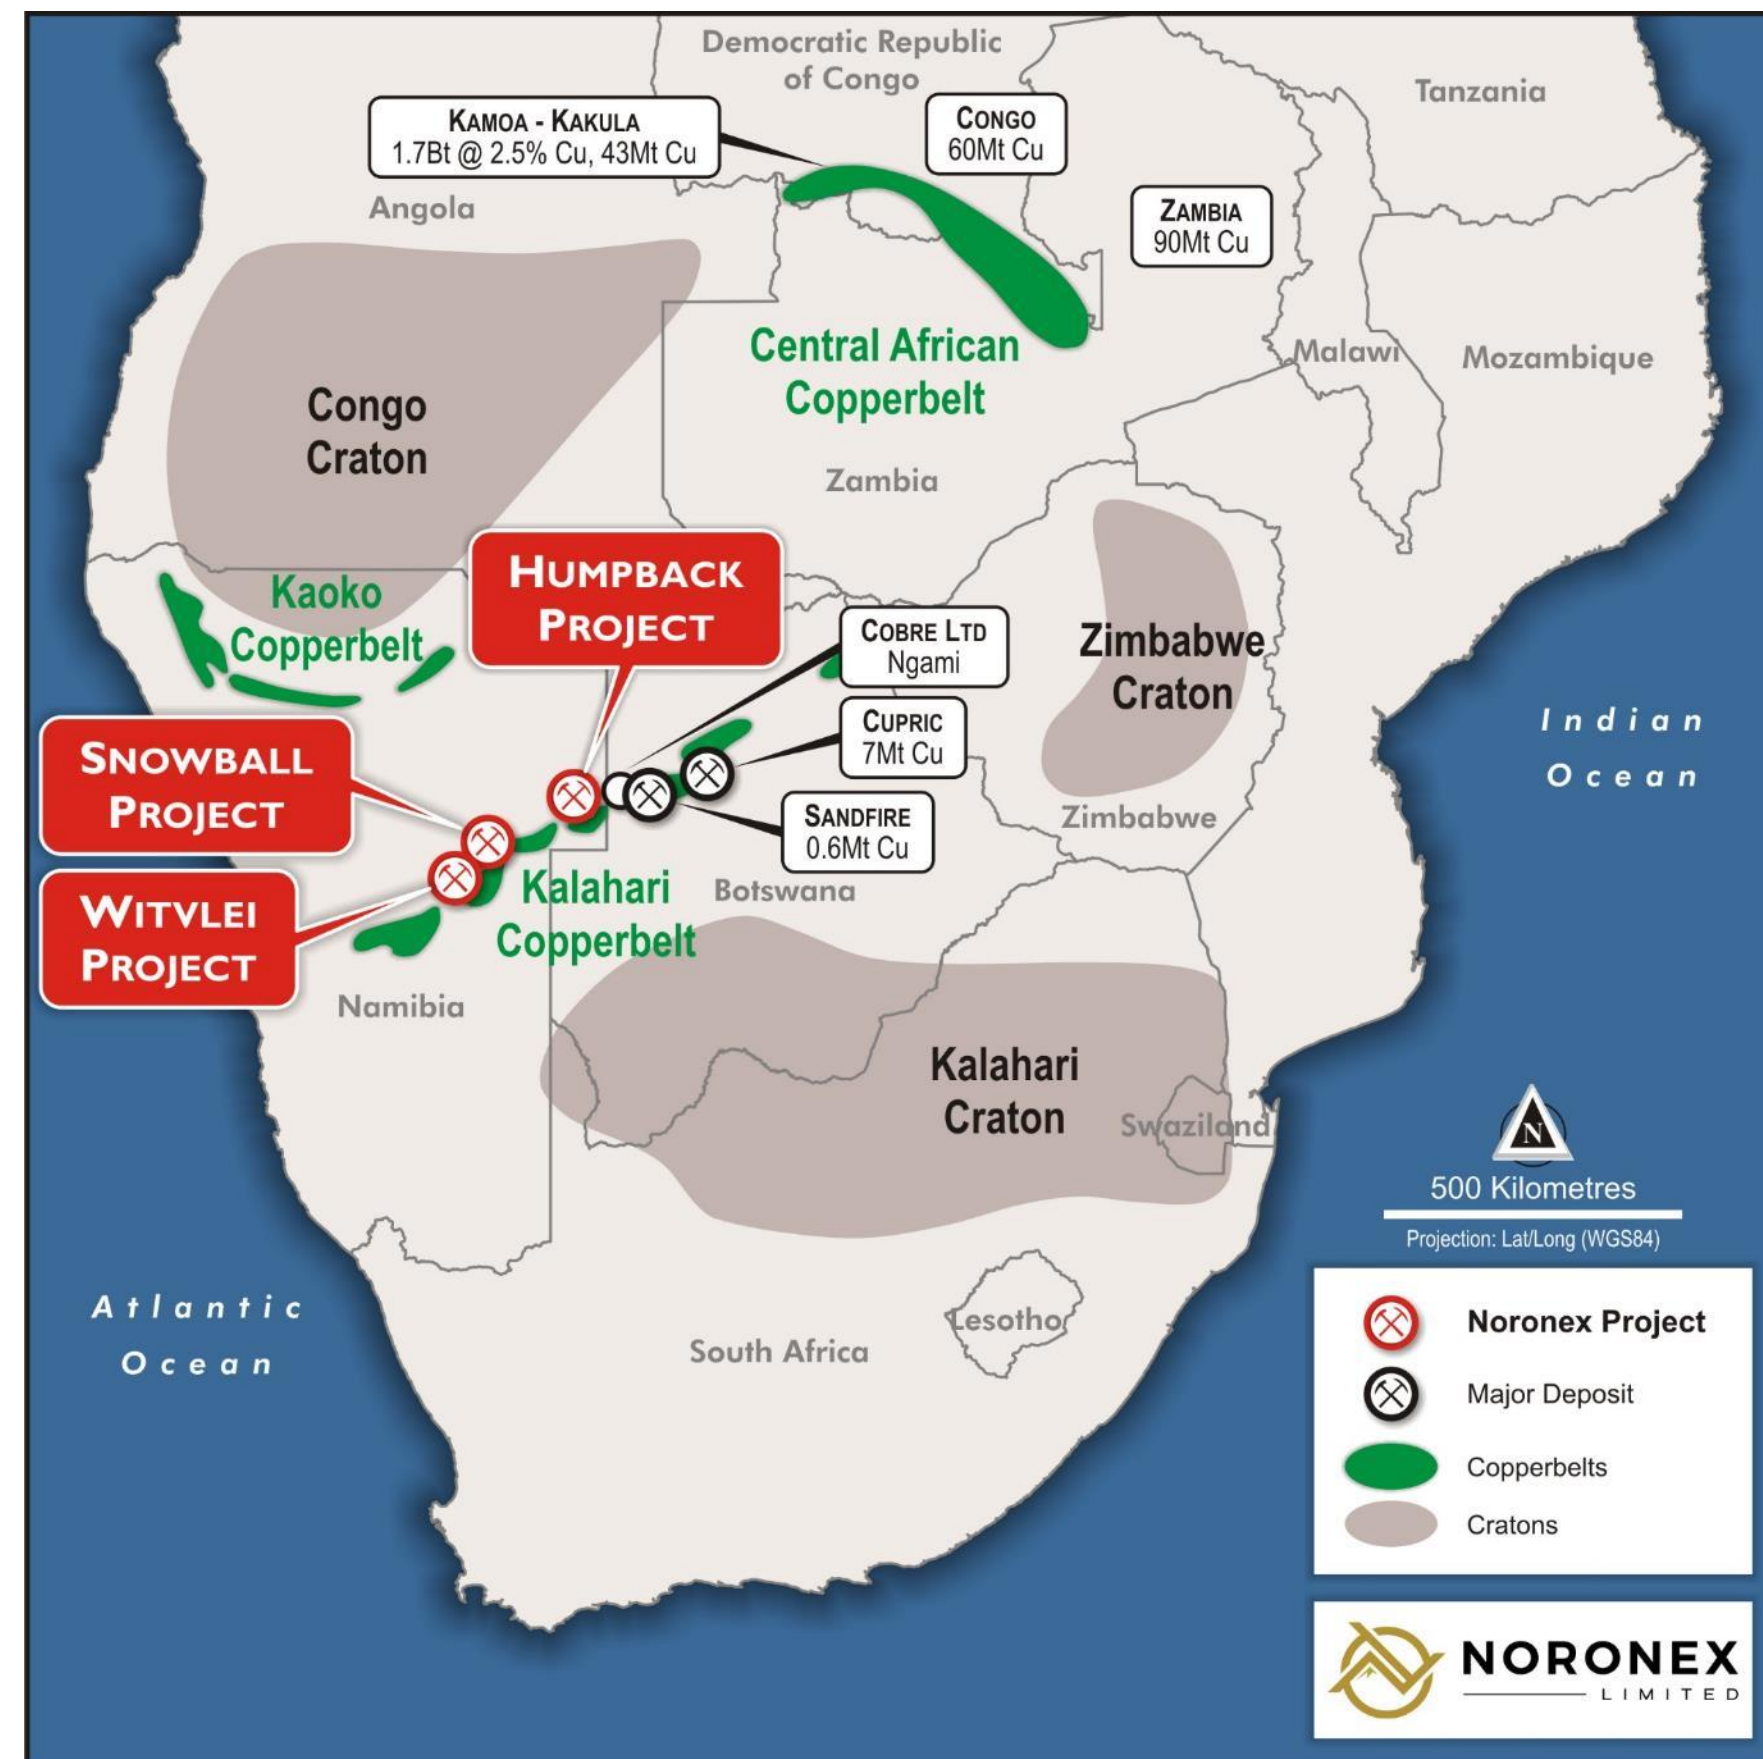 Democratic Republic
of Congo
Tanzania
KAMOA - KAKULA
1.7Bt @ 2.5% Cu, 43Mt Cu
CONGO
60Mt Cu
Angola
ZAMBIA
90Mt Cu
Central African
Copperbelt
Malawi
Mozambique
Congo
Craton
Zambia
HUMPBACK
PROJECT
Kaoko
Copperbelt
COBRE LTD
Ngami
Zimbabwe
Craton
CUPRIC
7Mt Cu
Indian
Ocean
SNOWBALL
PROJECT
SANDFIRE
0.6Mt Cu
Zimbabwe
Kalahari
Copperbelt
Botswana
WITVLEI
PROJECT
Namibia
Kalahari
Craton
Swaziland
N
500 Kilometres
Projection: Lat/Long (WGS84)
Atlantic
Ocean
Lesotho
South Africa
Noronex Project
Major Deposit
Copperbelts
Cratons
NORONEX
LIMITED